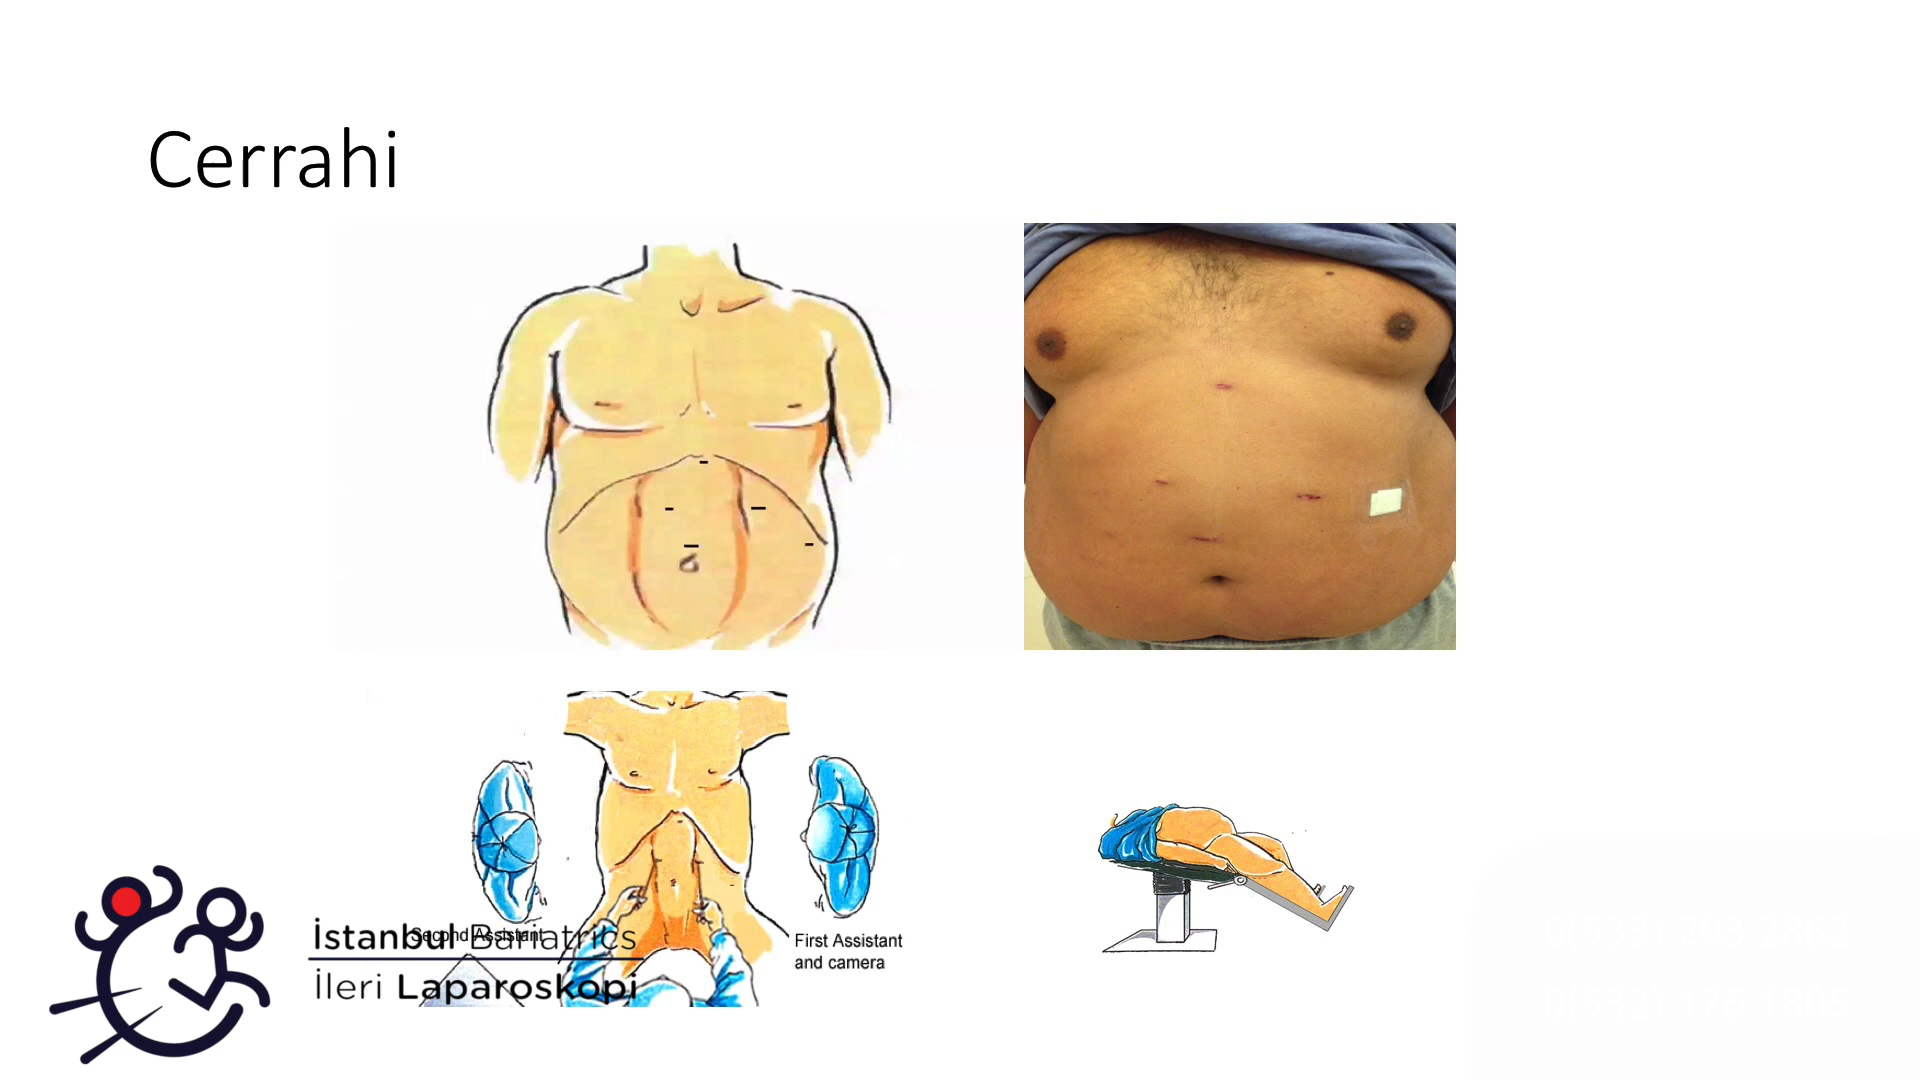 Cerrahi
Second Assistant
First Assistant
and camera
İstanbul Bariatrics
İleri Laparoskopi